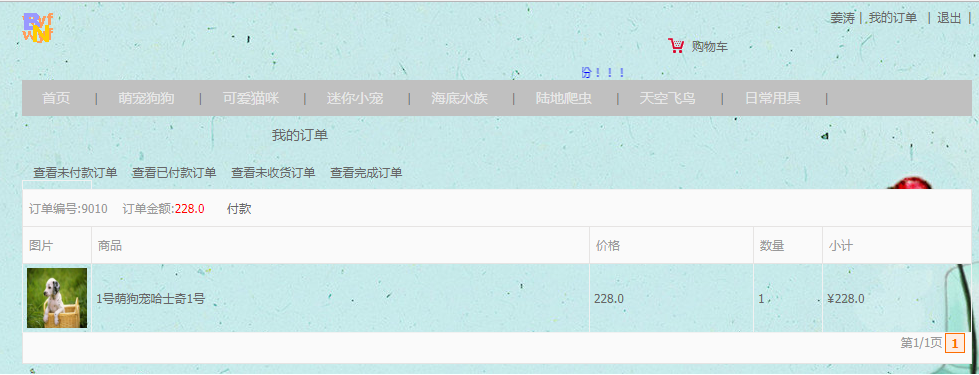 姜涛 | 我的订单 | 退出 |
购物车
份！！！
首页 | 萌宠狗狗 | 可爱猫咪 | 迷你小宠 | 海底水族 | 陆地爬虫 | 天空飞鸟 | 日常用具 |
我的订单
查看未付款订单 查看已付款订单 查看未收货订单 查看完成订单
订单编号:9010 订单金额:228.0 付款
图片 商品 价格 数量 小计
1号萌狗宠哈士奇1号 228.0 1 ¥228.0
第1/1页 1